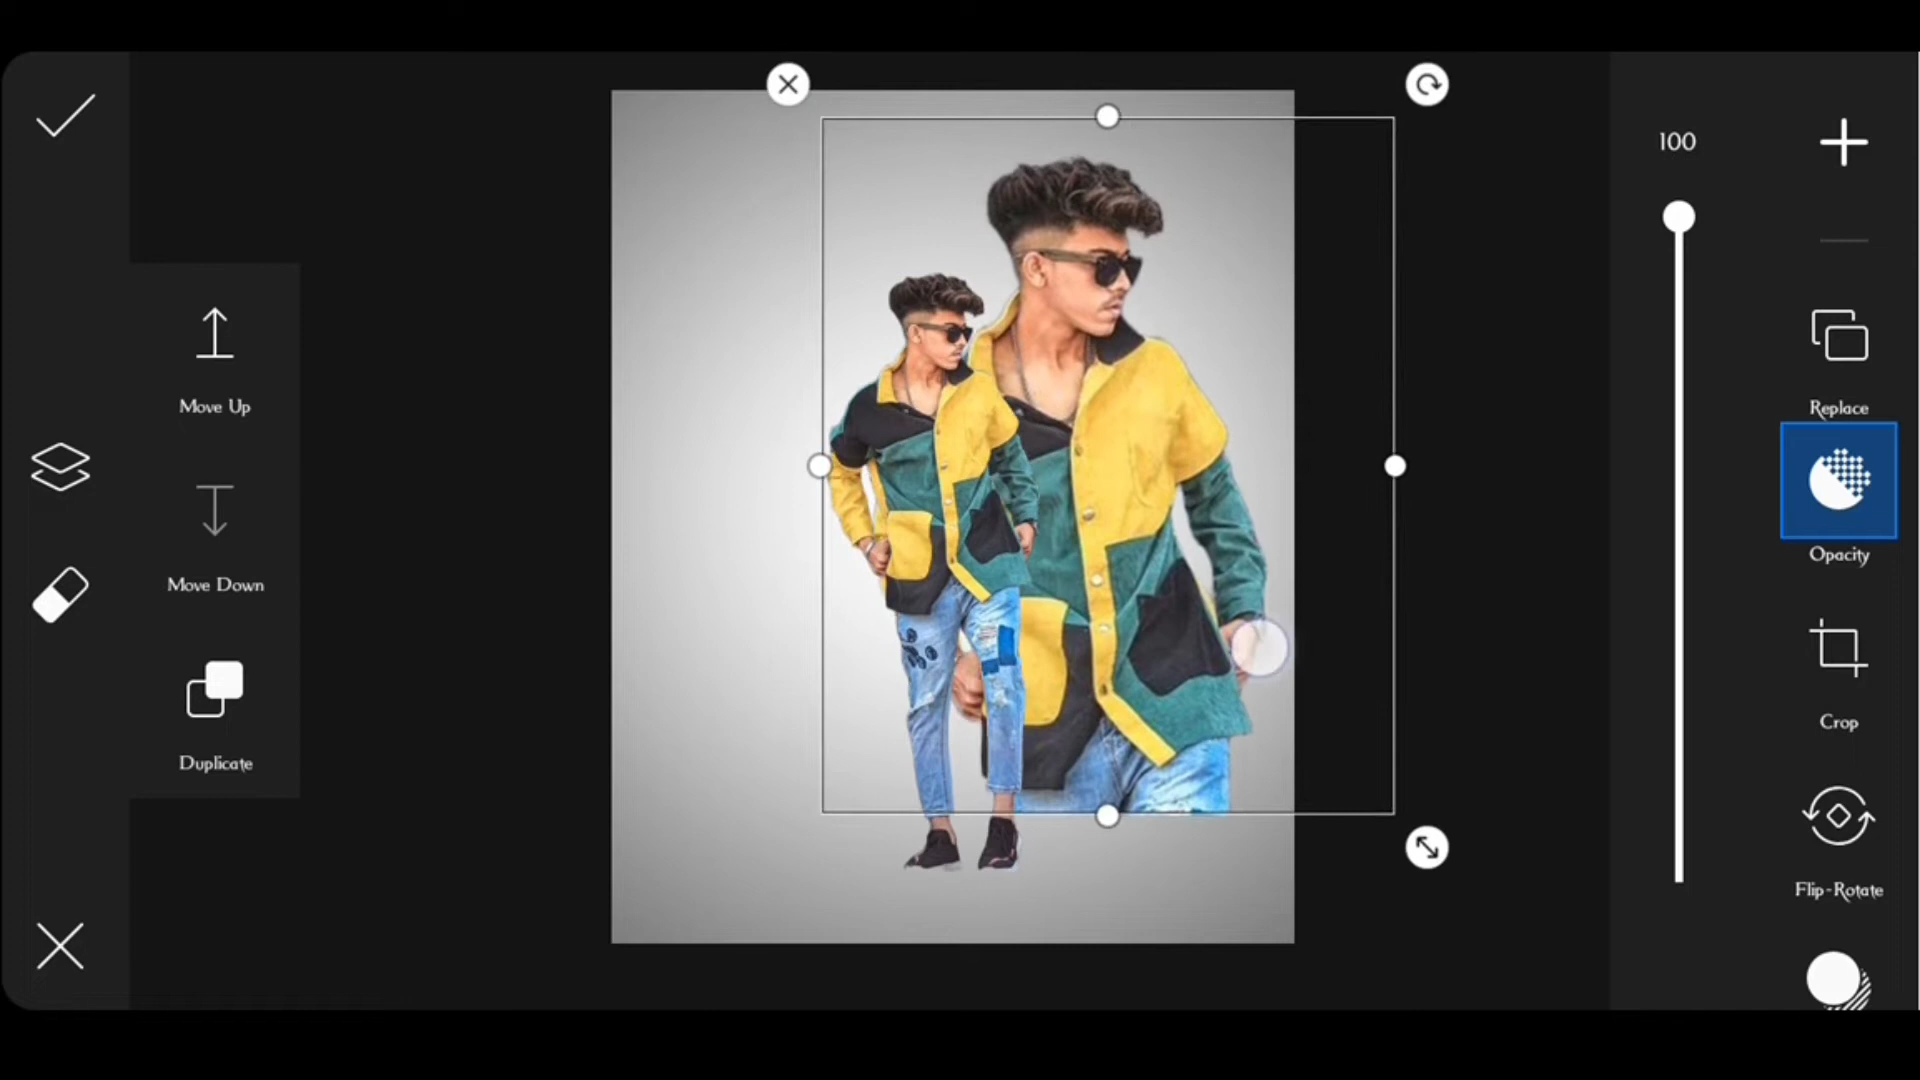 100
Move Up
Replace
Move Down
Opacity
Crop
Duplicate
Flip-Rotate